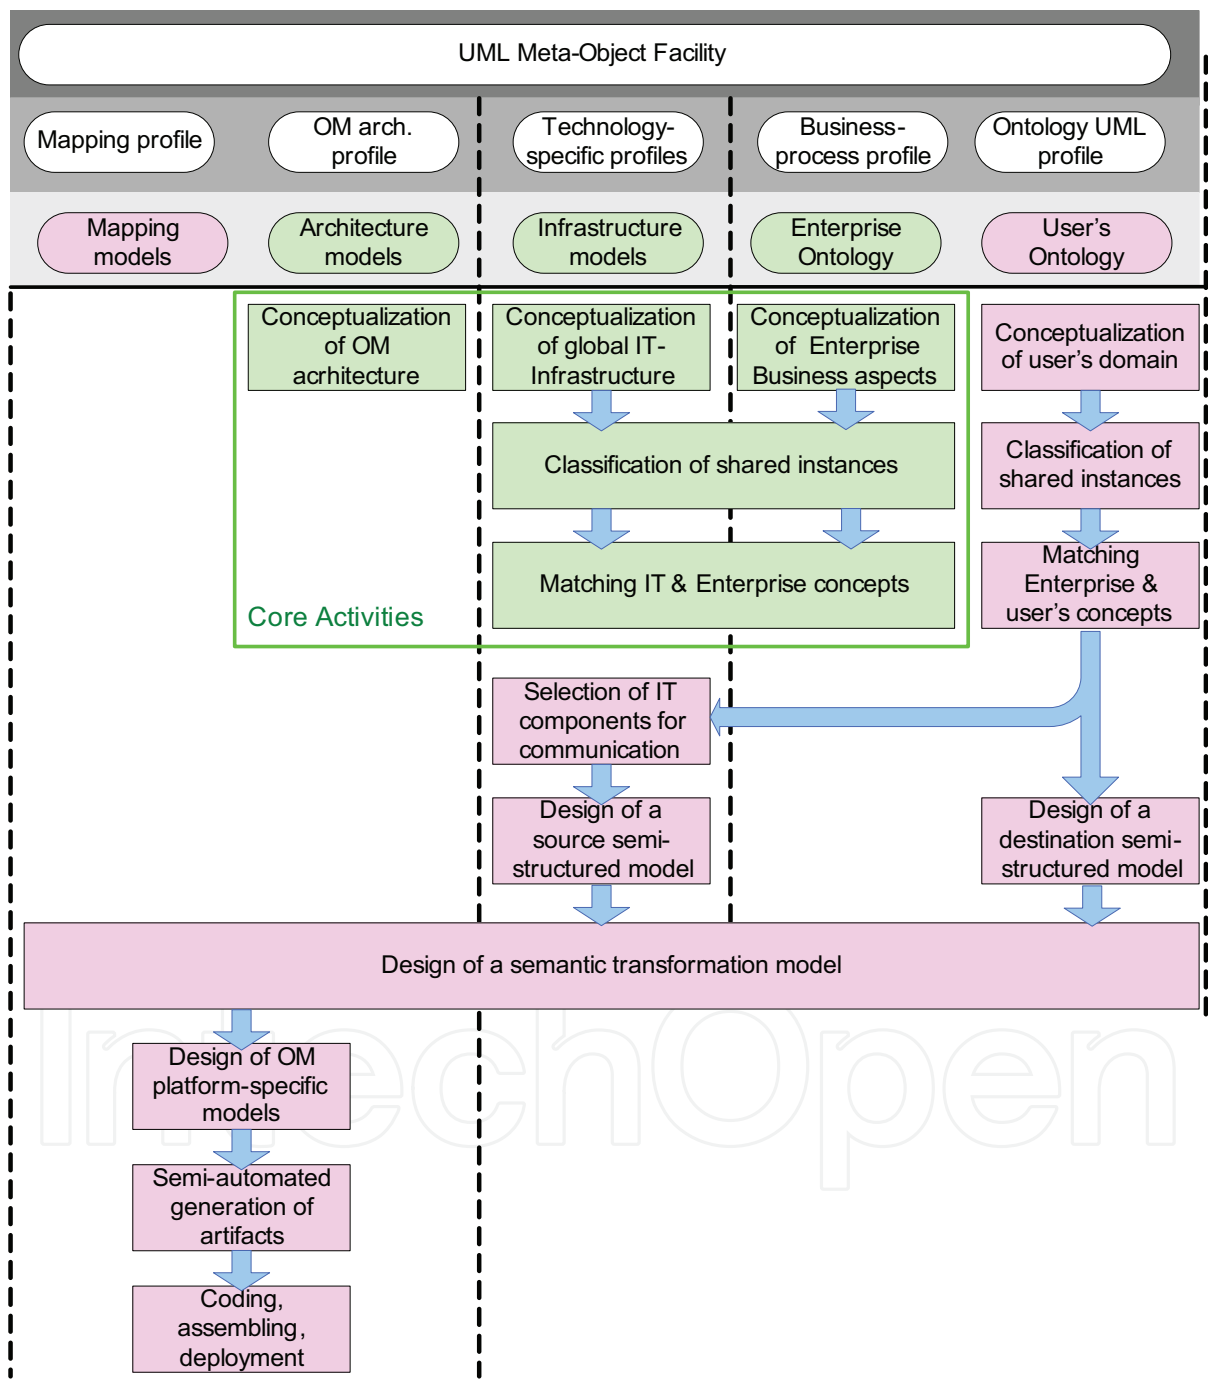 UML Meta-Object Facility
Mapping profile
OM arch.
profile
Technology-
specific profiles
Business-
process profile
Ontology UML
profile
Mapping
models
Architecture
models
Infrastructure
models
Enterprise
Ontology
User's
Ontology
Conceptualization
of OM
acrhitecture
Conceptualization
of global IT-
Infrastructure
Conceptualization
of Enterprise
Business aspects
Conceptualization
of user's domain
Classification of shared instances
Classification of
shared instances
Matching IT & Enterprise concepts
Matching
Enterprise &
user's concepts
Core Activities
Selection of IT
components for
communication
Design of a
source semi-
structured model
Design of a
destination semi-
structured model
Design of a semantic transformation model
Design of OM
platform-specific
models
Semi-automated
generation of
artifacts
Coding,
assembling,
deployment
IntechOpen